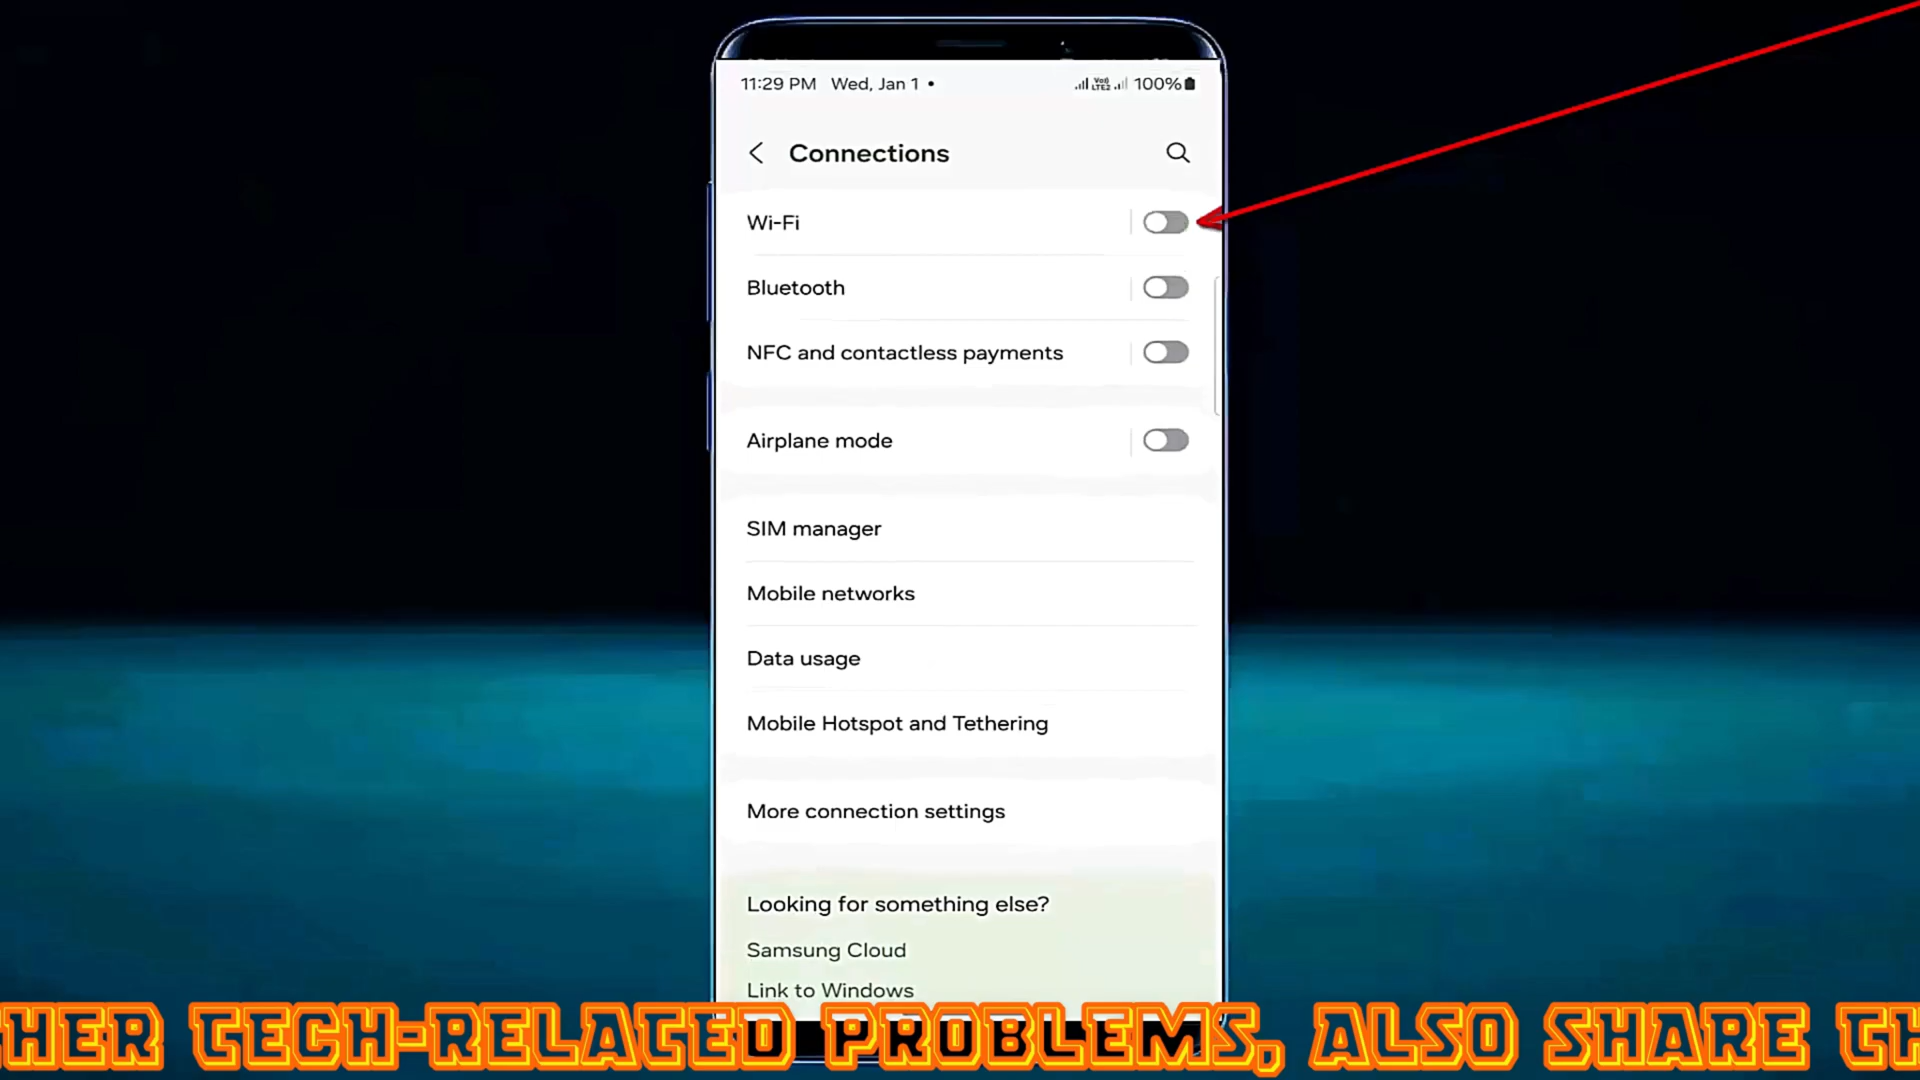 11:29 PM Wed, Jan 1 • 100%
Connections
Wi-Fi
Bluetooth
NFC and contactless payments
Airplane mode
SIM manager
Mobile networks
Data usage
Mobile Hotspot and Tethering
More connection settings
Looking for something else?
Samsung Cloud
Link to Windows
HER TECH-RELATED PROBLEMS, ALSO SHARE TH